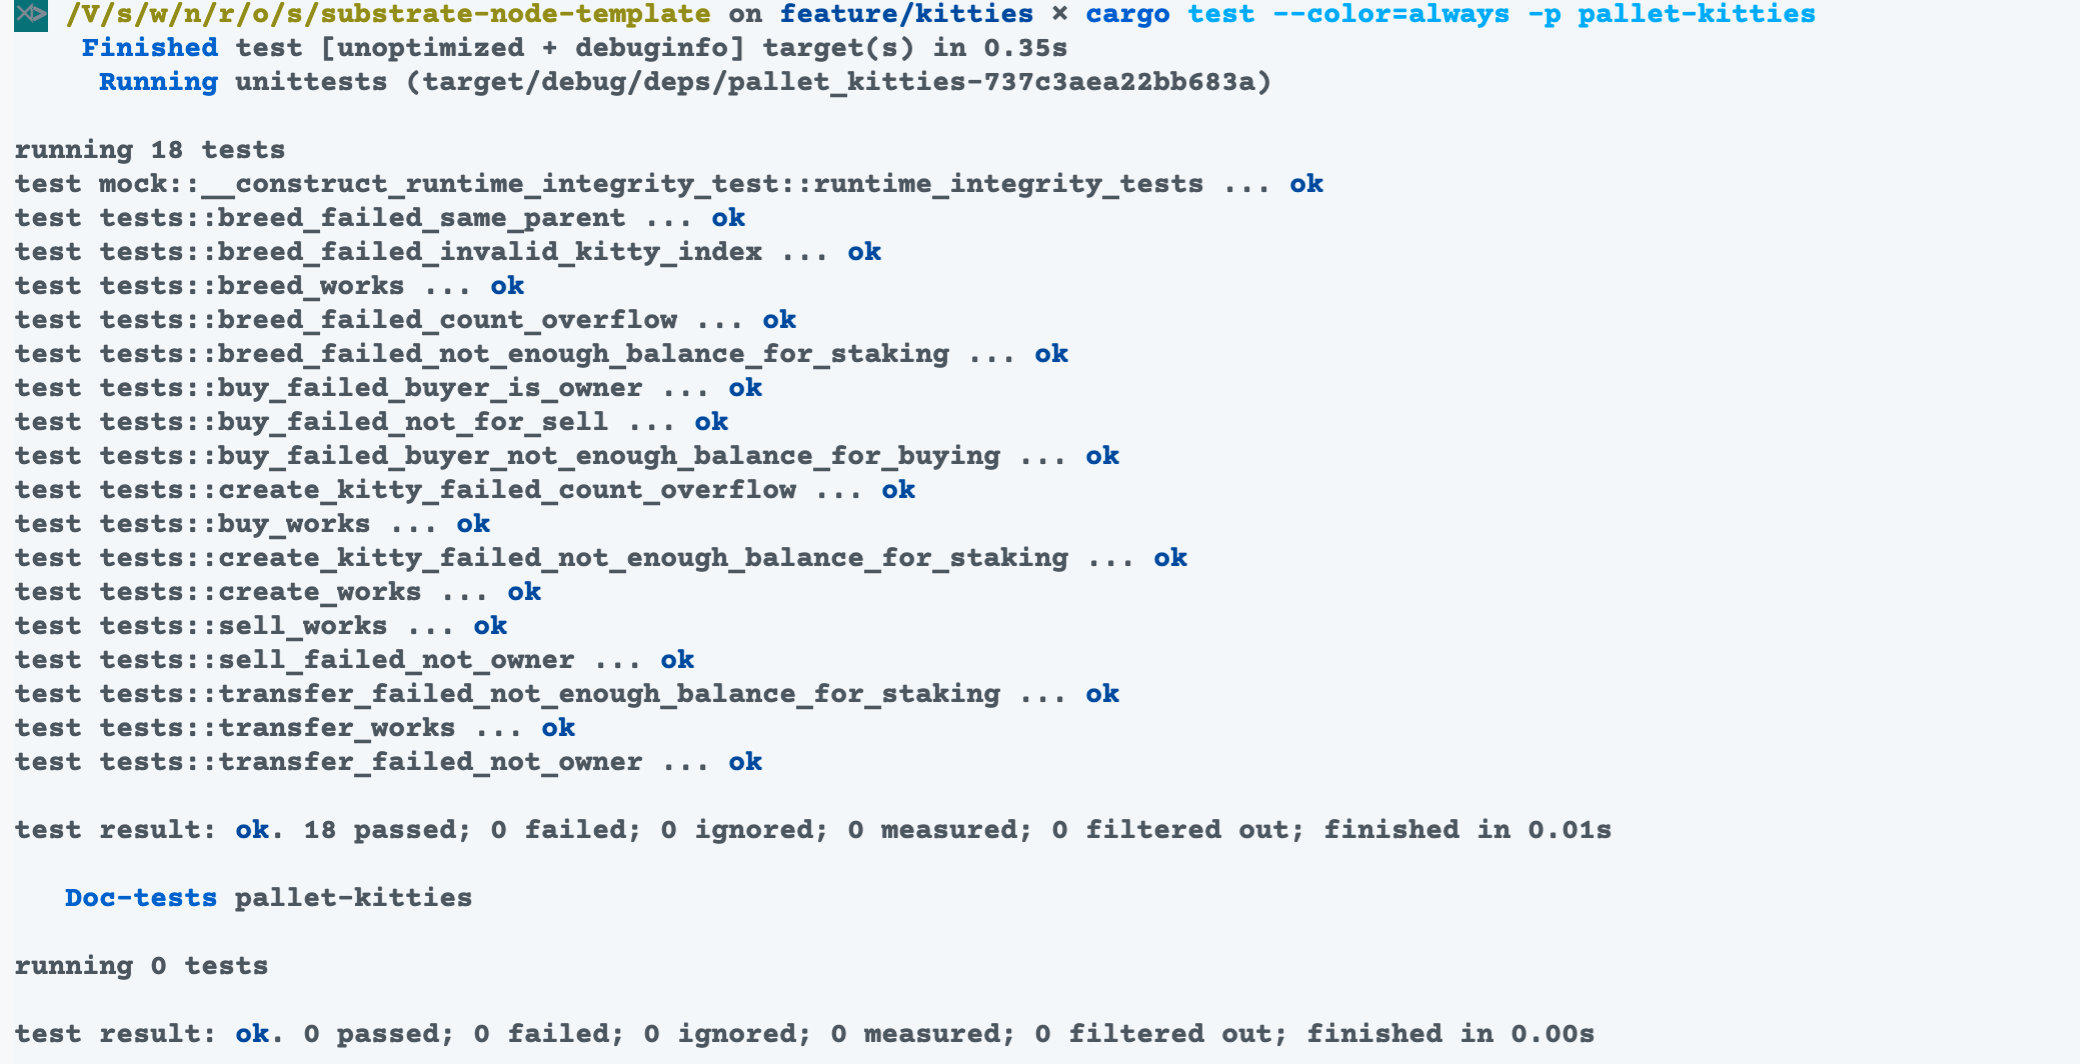 /V/s/w/n/r/o/s/substrate-node-template on feature/kitties × cargo test --color=always -p pallet-kitties
Finished test [unoptimized + debuginfo] target(s) in 0.35s
Running unittests (target/debug/deps/pallet_kitties-737c3aea22bb683a)
running 18 tests
test mock::__construct_runtime_integrity_test::runtime_integrity_tests ... ok
test tests::breed_failed_same_parent ... ok
test tests::breed_failed_invalid_kitty_index ... ok
test tests::breed_works ... ok
test tests::breed_failed_count_overflow ... ok
test tests::breed_failed_not_enough_balance_for_staking ... ok
test tests::buy_failed_buyer_is_owner ... ok
test tests::buy_failed_not_for_sell ... ok
test tests::buy_failed_buyer_not_enough_balance_for_buying ... ok
test tests::create_kitty_failed_count_overflow ... ok
test tests::buy_works ... ok
test tests::create_kitty_failed_not_enough_balance_for_staking ... ok
test tests::create_works ... ok
test tests::sell_works ... ok
test tests::sell_failed_not_owner ... ok
test tests::transfer_failed_not_enough_balance_for_staking ... ok
test tests::transfer_works ... ok
test tests::transfer_failed_not_owner ... ok
test result: ok. 18 passed; 0 failed; 0 ignored; 0 measured; 0 filtered out; finished in 0.01s
Doc-tests pallet-kitties
running 0 tests
test result: ok. 0 passed; 0 failed; 0 ignored; 0 measured; 0 filtered out; finished in 0.00s